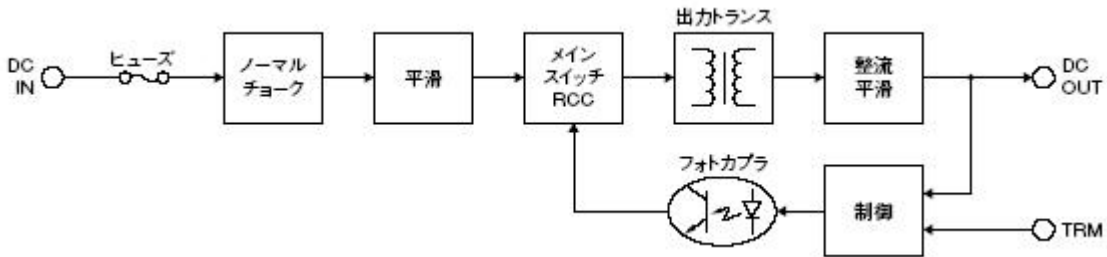 出力トランス
DC
IN
ヒューズ
ノーマル
チョーク
平滑
メイン
スイッチ
RCC
整流
平滑
DC
OUT
フォトカプラ
制御
TRM